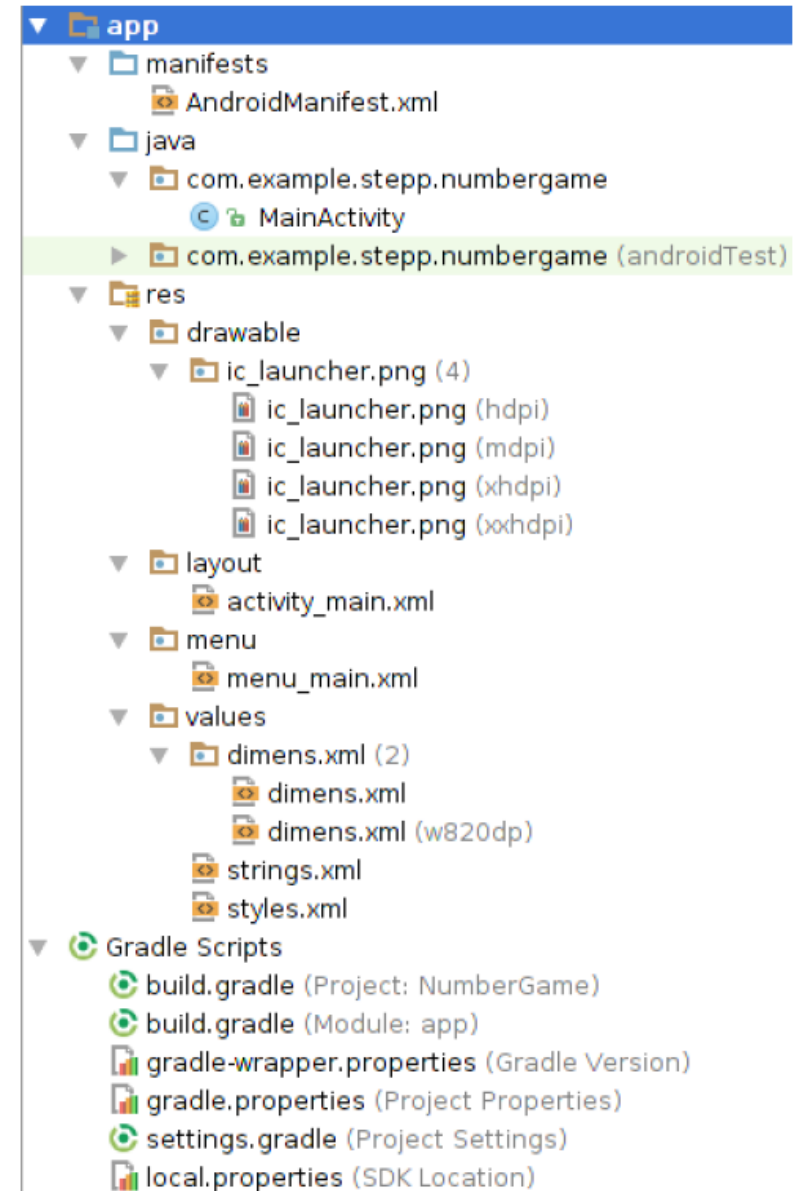 app
manifests
AndroidManifest.xml
java
com.example.stepp.numbergame
C MainActivity
com.example.stepp.numbergame (androidTest)
res
drawable
ic_launcher.png (4)
ic_launcher.png (hdpi)
ic_launcher.png (mdpi)
ic_launcher.png (xhdpi)
ic_launcher.png (xxhdpi)
layout
activity_main.xml
menu
menu_main.xml
values
dimens.xml (2)
dimens.xml
dimens.xml (w820dp)
strings.xml
styles.xml
Gradle Scripts
build.gradle (Project: NumberGame)
build.gradle (Module: app)
gradle-wrapper.properties (Gradle Version)
gradle.properties (Project Properties)
settings.gradle (Project Settings)
local.properties (SDK Location)